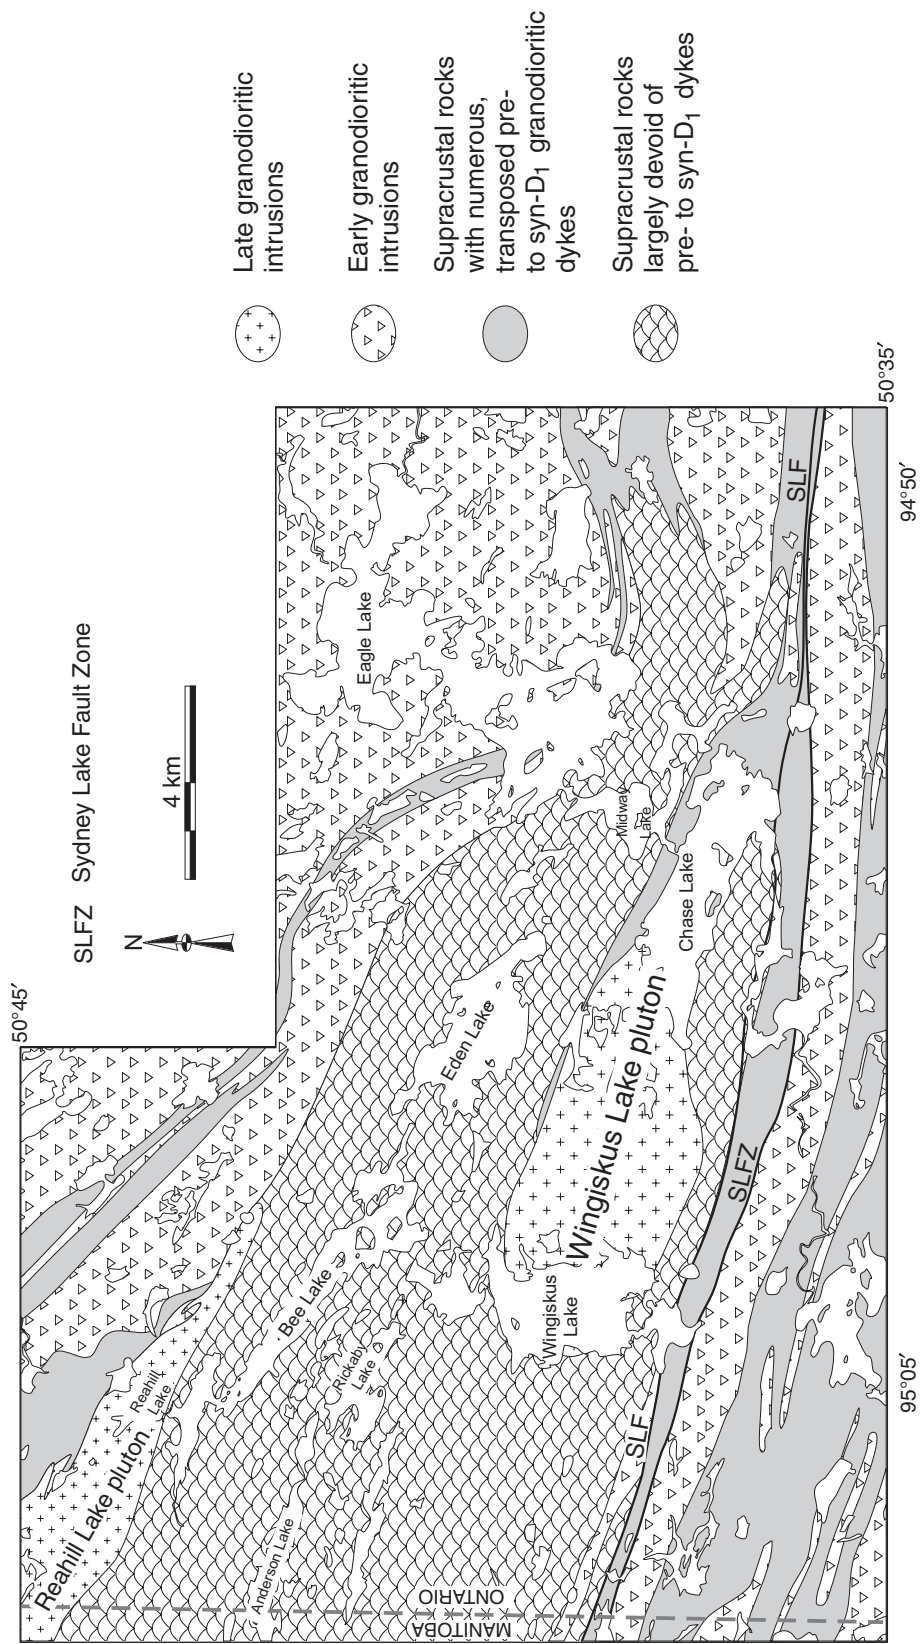 SLFZ Sydney Lake Fault Zone
N
4 km
50°45′
Late granodioritic
intrusions
Early granodioritic
intrusions
Supracrustal rocks
with numerous,
transposed pre-
to syn-D1 granodioritic
dykes
Supracrustal rocks
largely devoid of
pre- to syn-D1 dykes
Reahill Lake pluton
Reahill
Lake
Anderson Lake
Bee Lake
Rickaby
Lake
Eden Lake
Eagle Lake
Midway
Lake
Chase Lake
Wingiskus
Lake
Wingiskus Lake pluton
MANITOBA
ONTARIO
SLF
SLFZ
SLF
95°05′
94°50′
50°35′